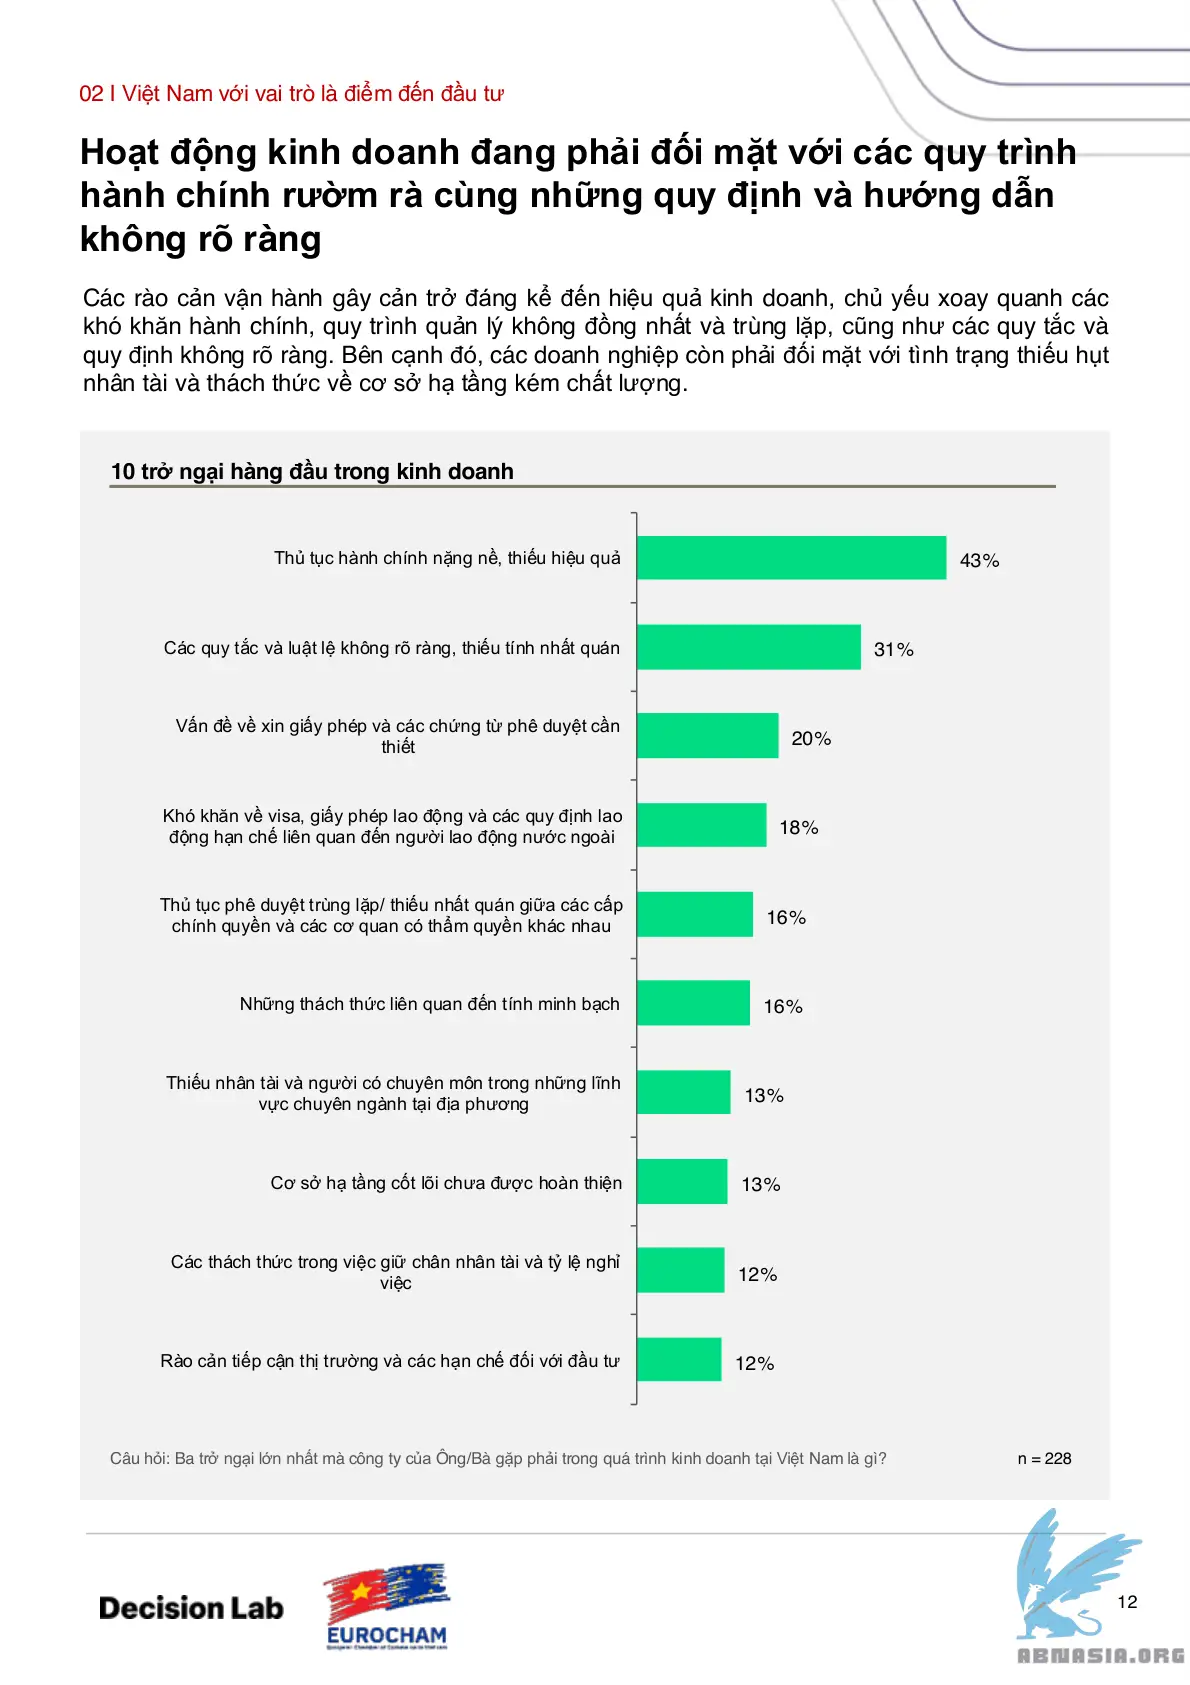 02 I Việt Nam với vai trò là điểm đến đầu tư
Hoạt động kinh doanh đang phải đối mặt với các quy trình
hành chính rườm rà cùng những quy định và hướng dẫn
không rõ ràng
Các rào cản vận hành gây cản trở đáng kể đến hiệu quả kinh doanh, chủ yếu xoay quanh các
khó khăn hành chính, quy trình quản lý không đồng nhất và trùng lặp, cũng như các quy tắc và
quy định không rõ ràng. Bên cạnh đó, các doanh nghiệp còn phải đối mặt với tình trạng thiếu hụt
nhân tài và thách thức về cơ sở hạ tầng kém chất lượng.
10 trở ngại hàng đầu trong kinh doanh
Thủ tục hành chính nặng nề, thiếu hiệu quả
43%
Các quy tắc và luật lệ không rõ ràng, thiếu tính nhất quán
31%
Vấn đề về xin giấy phép và các chứng từ phê duyệt cần
thiết
20%
Khó khăn về visa, giấy phép lao động và các quy định lao
động hạn chế liên quan đến người lao động nước ngoài
18%
Thủ tục phê duyệt trùng lặp/ thiếu nhất quán giữa các cấp
chính quyền và các cơ quan có thẩm quyền khác nhau
16%
Những thách thức liên quan đến tính minh bạch
16%
Thiếu nhân tài và người có chuyên môn trong những lĩnh
vực chuyên ngành tại địa phương
13%
Cơ sở hạ tầng cốt lõi chưa được hoàn thiện
13%
Các thách thức trong việc giữ chân nhân tài và tỷ lệ nghỉ
việc
12%
Rào cản tiếp cận thị trường và các hạn chế đối với đầu tư
12%
Câu hỏi: Ba trở ngại lớn nhất mà công ty của Ông/Bà gặp phải trong quá trình kinh doanh tại Việt Nam là gì?
n = 228
Decision Lab
EUROCHAM
12
ABNASIA.ORG